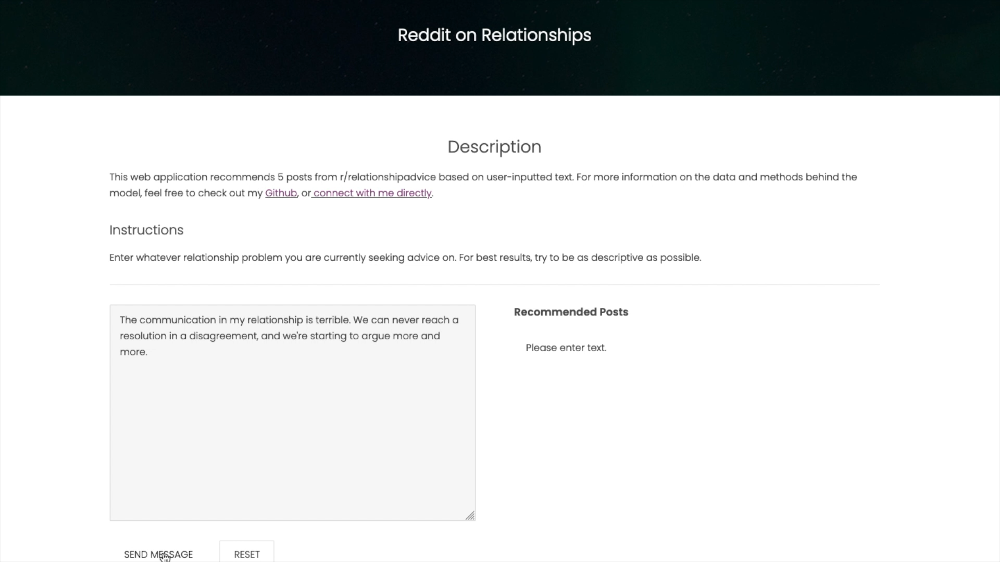 Reddit on Relationships
Description
This web application recommends 5 posts from r/relationshipadvice based on user-inputted text. For more information on the data and methods behind the
model, feel free to check out my Github, or connect with me directly.
Instructions
Enter whatever relationship problem you are currently seeking advice on. For best results, try to be as descriptive as possible.
The communication in my relationship is terrible. We can never reach a
resolution in a disagreement, and we're starting to argue more and
more.
Recommended Posts
Please enter text.
SEND MESSAGE
RESET